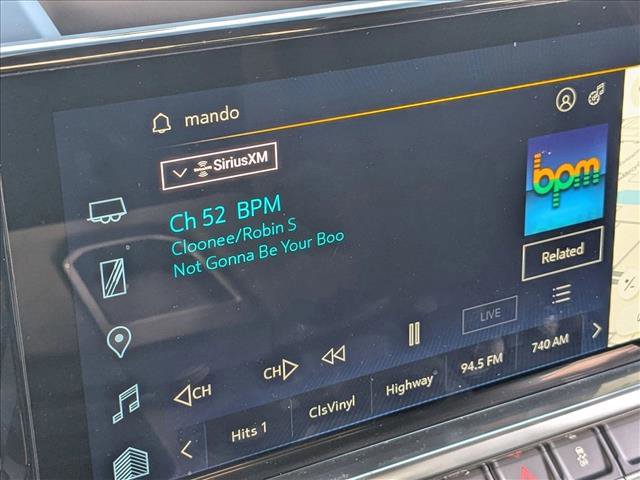 mando
SiriusXM
bpm
Ch 52 BPM
Cloonee/Robin S
Not Gonna Be Your Boo
Related
LIVE
CH
CH
Hits 1
ClsVinyl
Highway
94.5 FM
740 AM